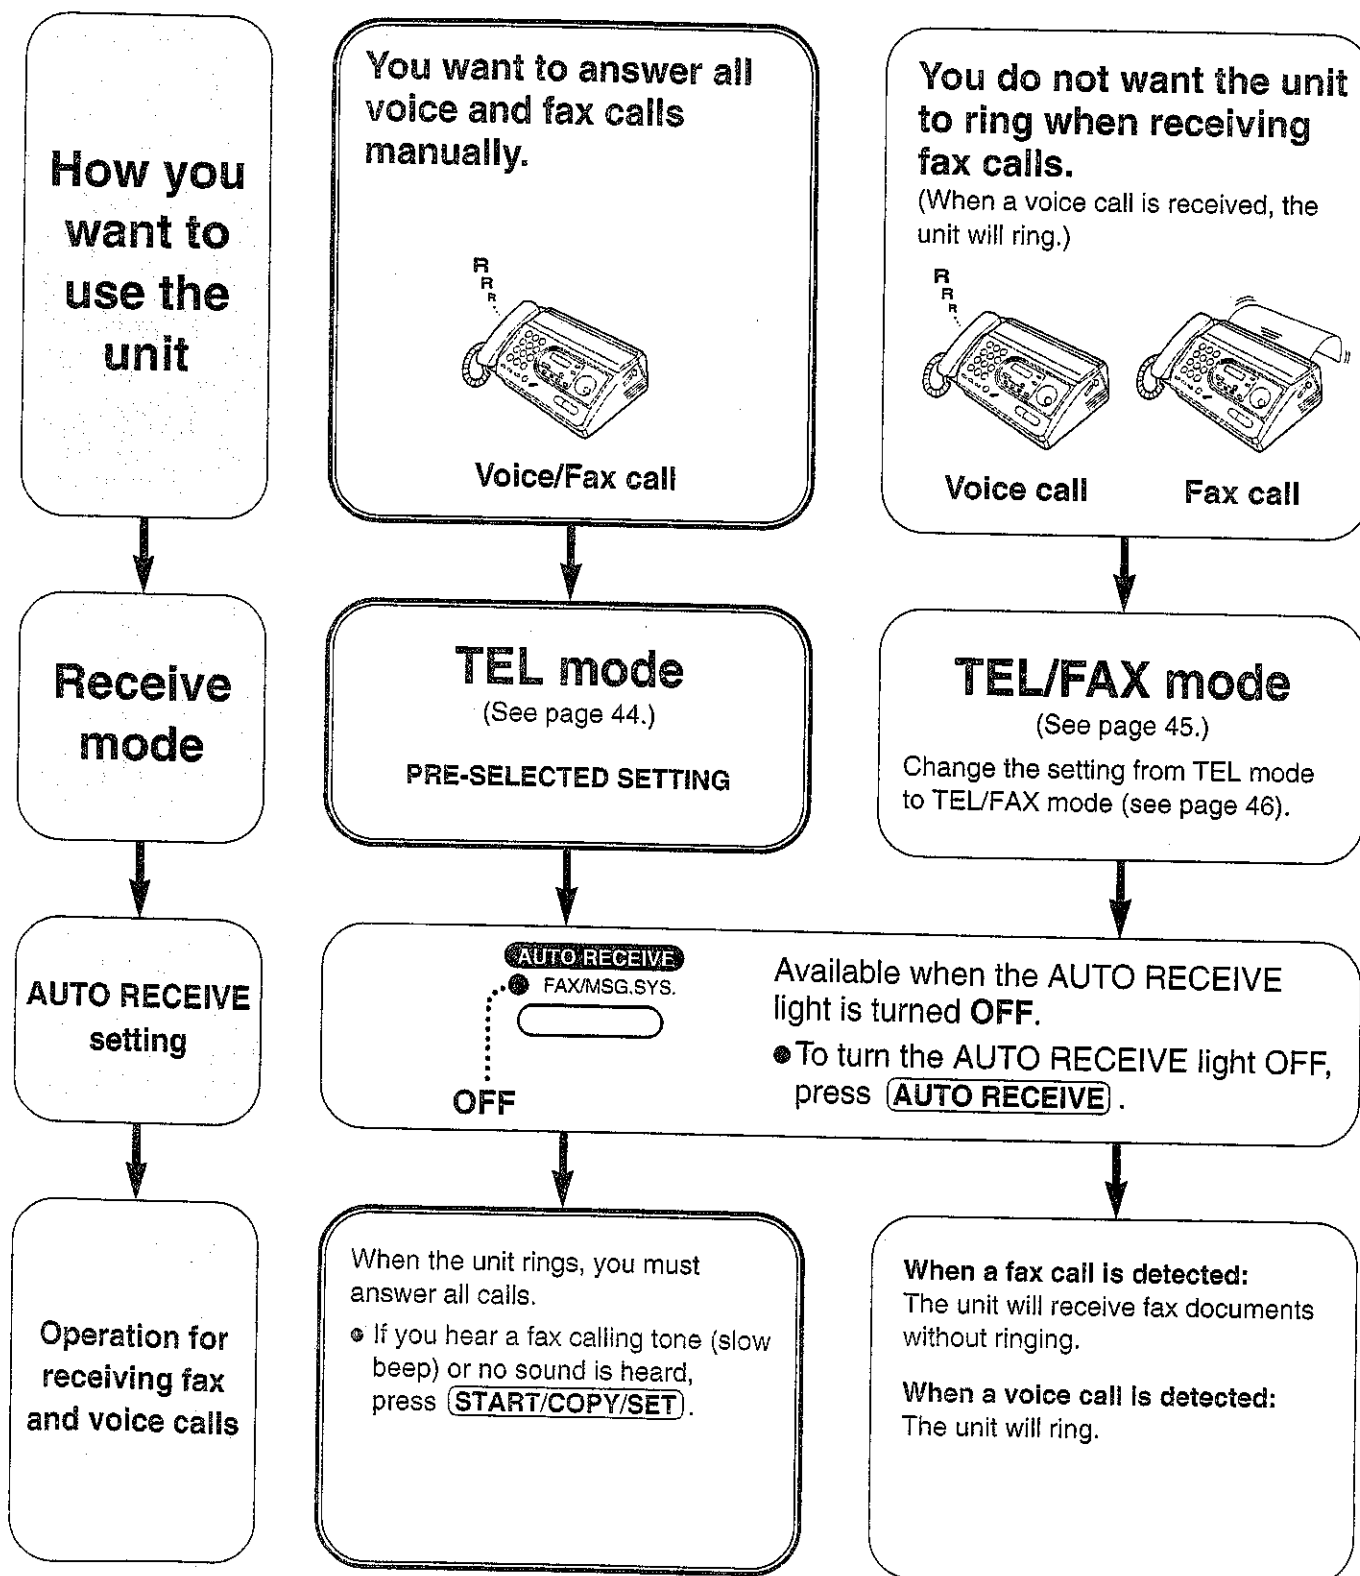 How you
want to
use the
unit
You want to answer all
voice and fax calls
manually.
R
R
R
Voice/Fax call
You do not want the unit
to ring when receiving
fax calls.
(When a voice call is received, the
unit will ring.)
R
R
R
Voice call
Fax call
Receive
mode
TEL mode
(See page 44.)
PRE-SELECTED SETTING
TEL/FAX mode
(See page 45.)
Change the setting from TEL mode
to TEL/FAX mode (see page 46).
AUTO RECEIVE
setting
AUTO RECEIVE
FAX/MSG.SYS.
OFF
Available when the AUTO RECEIVE
light is turned OFF.
● To turn the AUTO RECEIVE light OFF,
press AUTO RECEIVE.
Operation for
receiving fax
and voice calls
When the unit rings, you must
answer all calls.
● If you hear a fax calling tone (slow
beep) or no sound is heard,
press START/COPY/SET.
When a fax call is detected:
The unit will receive fax documents
without ringing.
When a voice call is detected:
The unit will ring.